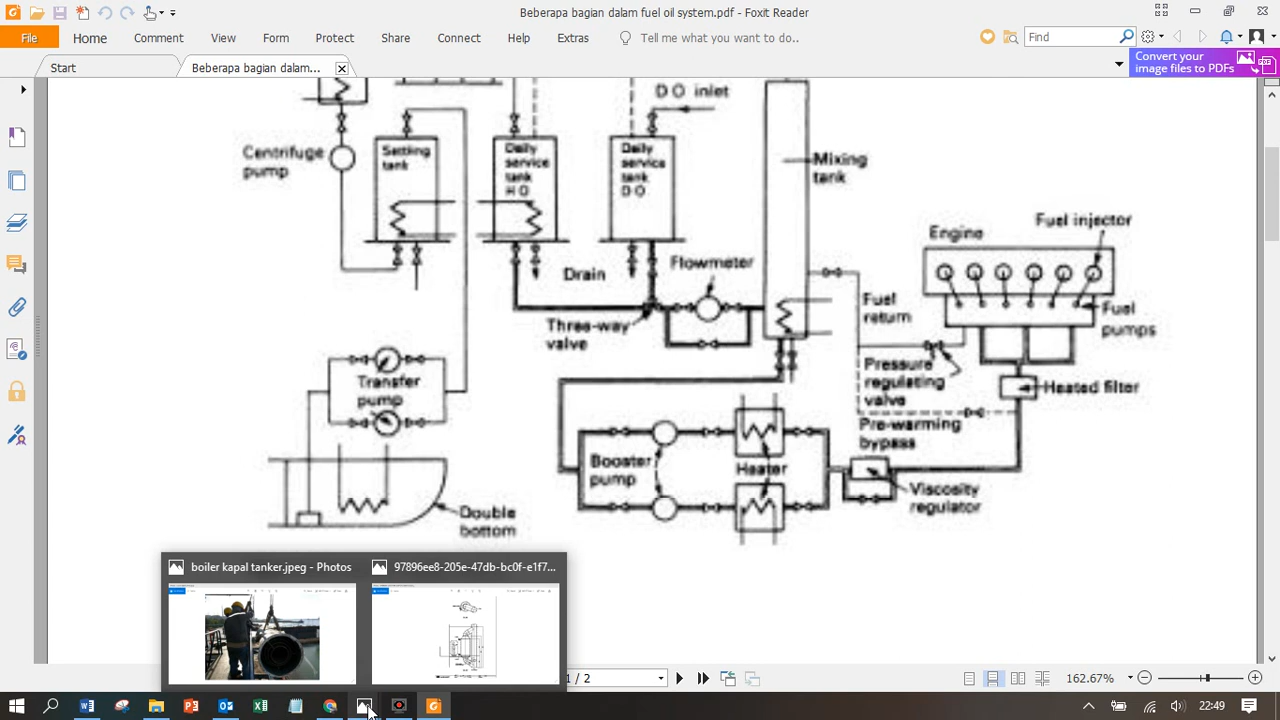 Beberapa bagian dalam fuel oil system.pdf - Foxit Reader
File
Home
Comment
View
Form
Protect
Share
Connect
Help
Extras
Tell me what you want to do..
Find
Start
Beberapa bagian dalam...
Convert your
image files to PDFs
D O inlet
Centrifuge
pump
Settling
tank
Daily
service
tank
H O
Daily
service
tank
D O
Mixing
tank
Drain
Flowmeter
Three-way
valve
Engine
Fuel injector
Fuel
return
Fuel
pumps
Pressure
regulating
valve
Heated filter
Pre-warming
bypass
Transfer
pump
Booster
pump
Heater
Viscosity
regulator
Double
bottom
boiler kapal tanker.jpeg - Photos
97896ee8-205e-47db-bc0f-e1f7...
1 / 2
162.67%
22:49